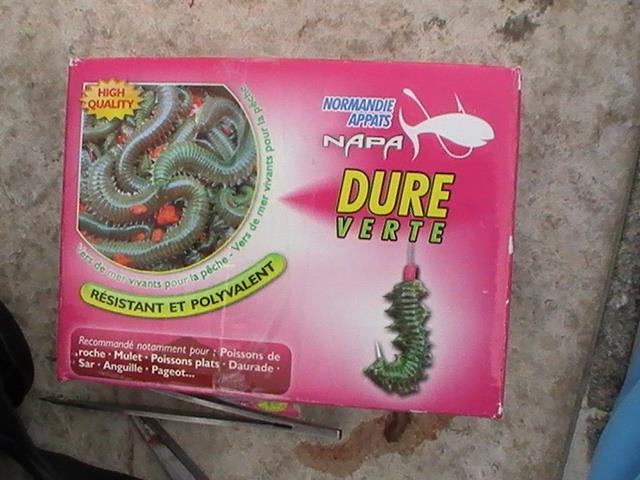 HIGH
QUALITY
Vers de mer vivants pour la pêche - Vers de mer vivants pour la pêche
RÉSISTANT ET POLYVALENT
Recommandé notamment pour : Poissons de
roche · Mulet · Poissons plats · Daurade ·
Sar · Anguille · Pageot...
NORMANDIE
APPATS
NAPA
DURE
VERTE